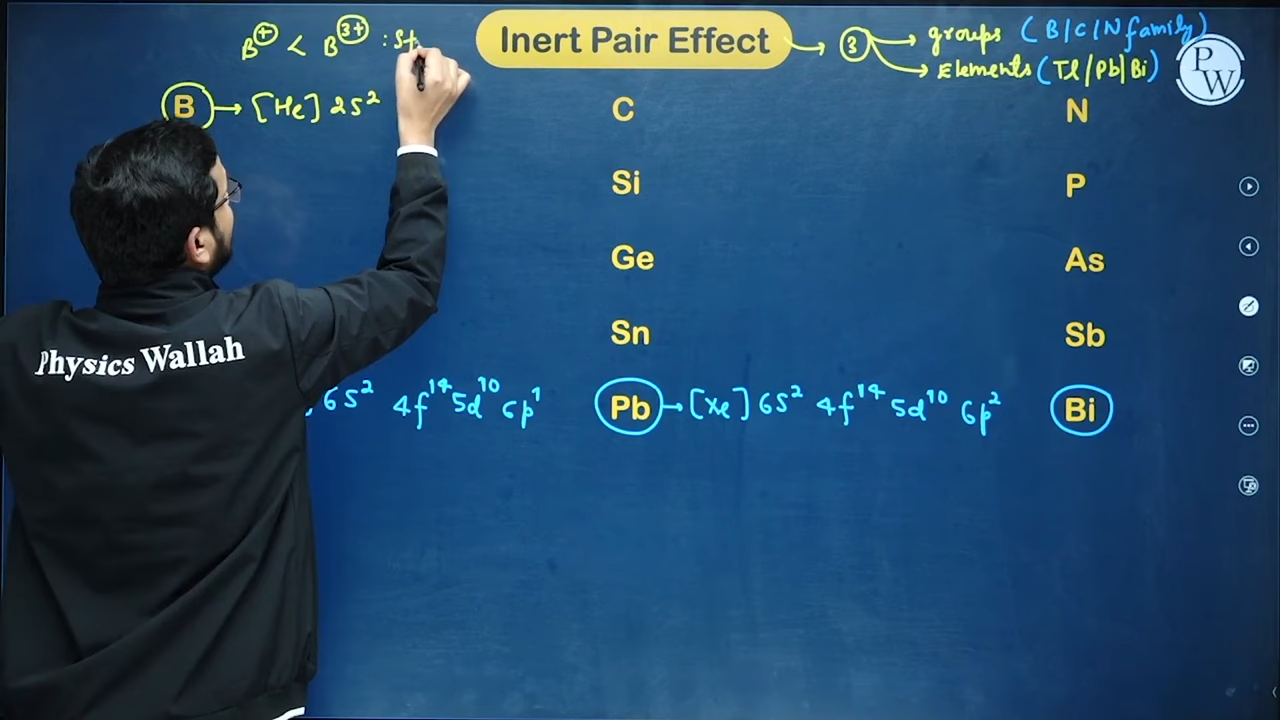 B⁺ < B³⁺ : St
Inert Pair Effect → 3 → groups (B/C/N family)
→ Elements (Tl/Pb/Bi)
PW
B → [He] 2s²
C
N
Si
P
Ge
As
Sn
Sb
Physics Wallah
6s² 4f¹⁴ 5d¹⁰ 6p¹
Pb → [Xe] 6s² 4f¹⁴ 5d¹⁰ 6p²
Bi